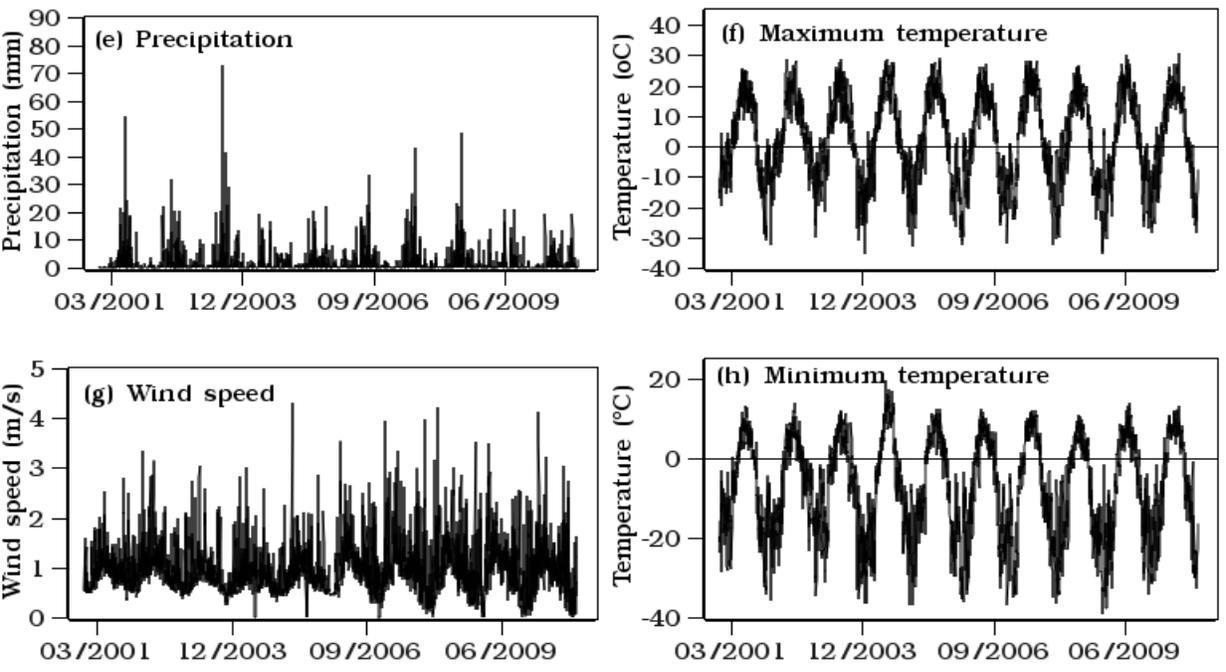 (e) Precipitation
Precipitation (mm)
90
80
70
60
50
40
30
20
10
0
03/2001 12/2003 09/2006 06/2009
(f) Maximum temperature
Temperature (oC)
40
30
20
10
0
-10
-20
-30
-40
03/2001 12/2003 09/2006 06/2009
(g) Wind speed
Wind speed (m/s)
5
4
3
2
1
0
03/2001 12/2003 09/2006 06/2009
(h) Minimum temperature
Temperature (°C)
20
0
-20
-40
03/2001 12/2003 09/2006 06/2009